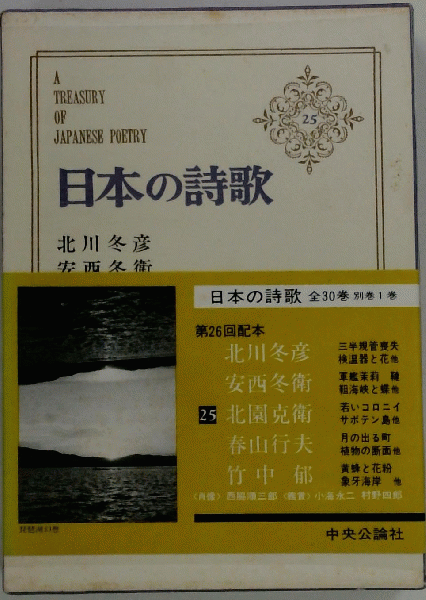 A
TREASURY
OF
JAPANESE POETRY
25
日本の詩歌
北川冬彦
安西冬衛
日本の詩歌 全30巻 別巻1巻
第26回配本
北川冬彦 三半規管喪失 検温器と花 他
安西冬衛 軍艦茉莉 韃靼海峡と蝶 他
25 北園克衛 若いコロニイ サボテン島 他
春山行夫 月の出る町 植物の断面 他
竹中郁 黄蜂と花粉 象牙海岸 他
〈肖像〉西脇順三郎 〈鑑賞〉小海永二 村野四郎
中央公論社